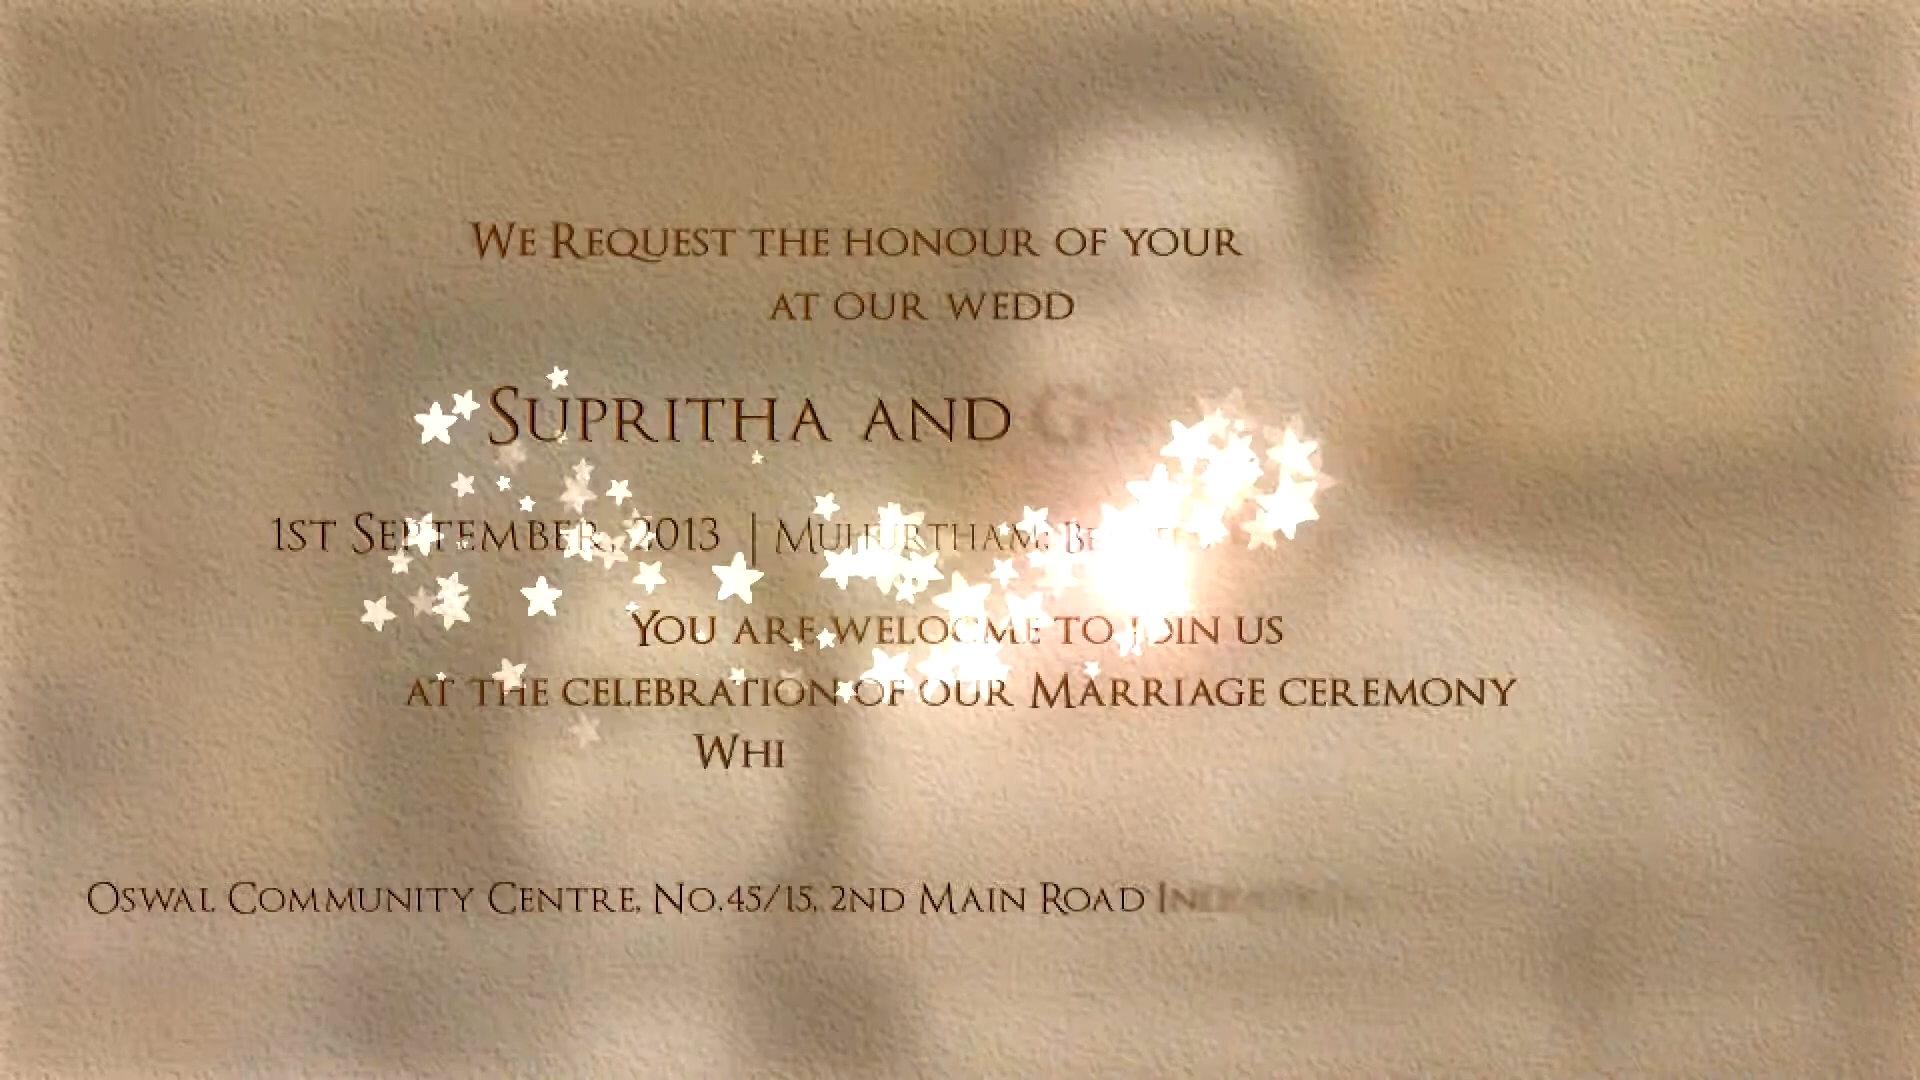 We Request the honour of your
at our wedd
Supritha and
1st September, 2013 | Muhurtham:
You are welocme to join us
at the celebration of our Marriage ceremony
Whi
Oswal Community Centre, No.45/15, 2nd Main Road